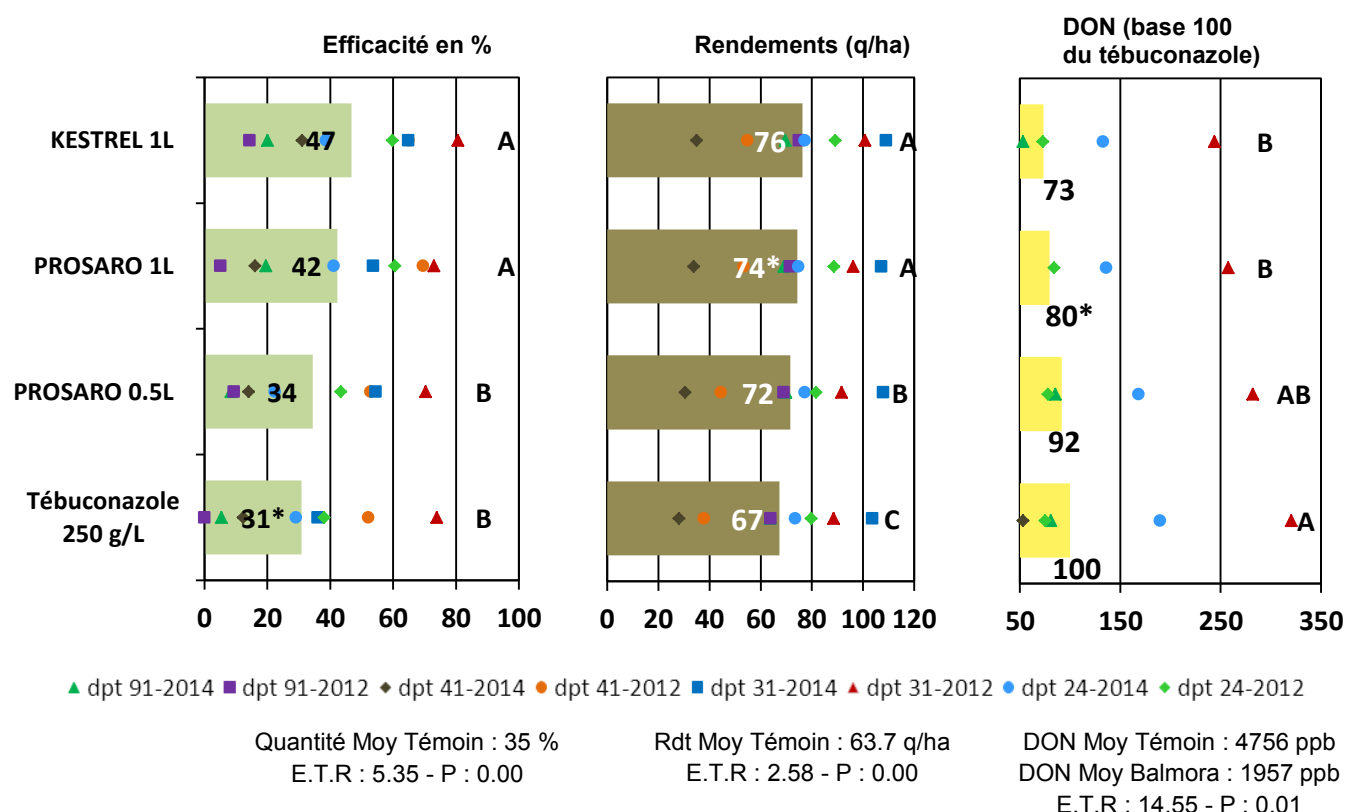 Efficacité en %
Rendements (q/ha)
DON (base 100
du tébuconazole)
KESTREL 1L
47
A
76
A
73
B
PROSARO 1L
42
A
74*
A
80*
B
PROSARO 0.5L
34
B
72
B
92
AB
Tébuconazole
250 g/L
31*
B
67
C
100
A
0 20 40 60 80 100
0 20 40 60 80 100 120
50 150 250 350
dpt 91-2014 dpt 91-2012 dpt 41-2014 dpt 41-2012 dpt 31-2014 dpt 31-2012 dpt 24-2014 dpt 24-2012
Quantité Moy Témoin : 35 %
E.T.R : 5.35 - P : 0.00
Rdt Moy Témoin : 63.7 q/ha
E.T.R : 2.58 - P : 0.00
DON Moy Témoin : 4756 ppb
DON Moy Balmora : 1957 ppb
E.T.R : 14.55 - P : 0.01